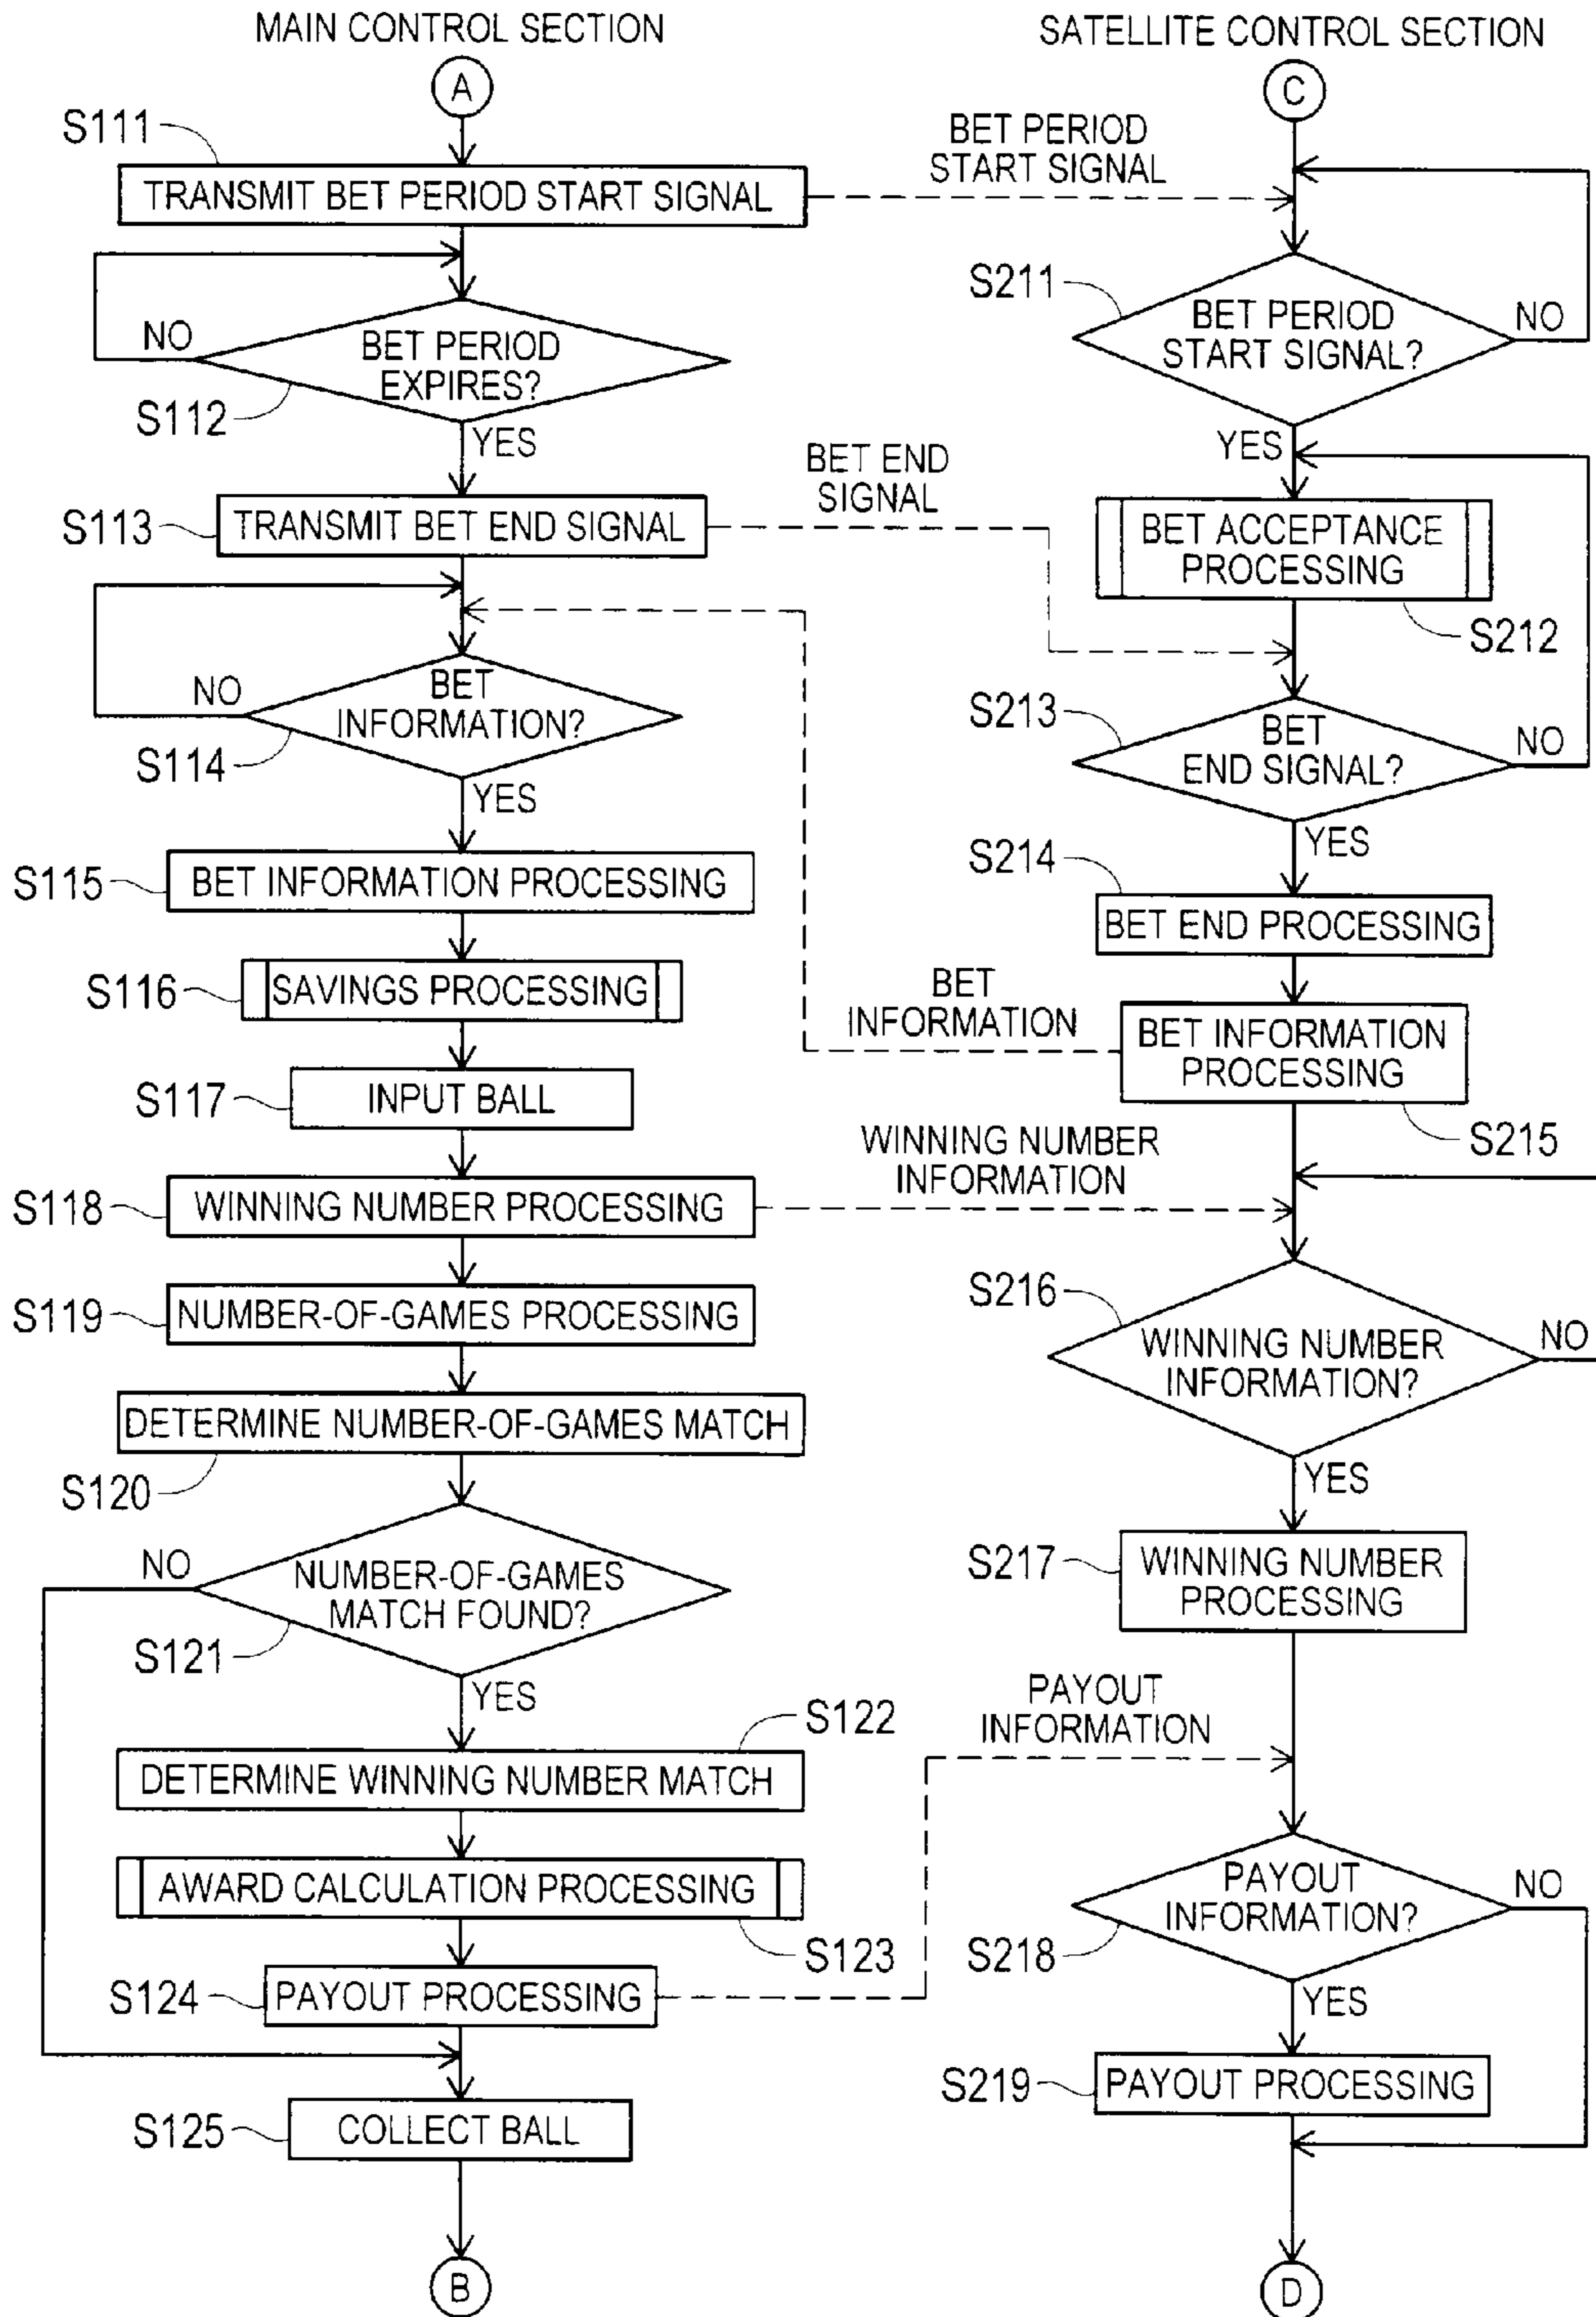 MAIN CONTROL SECTION
A
S111
TRANSMIT BET PERIOD START SIGNAL
NO
BET PERIOD
EXPIRES?
S112
YES
S113
TRANSMIT BET END SIGNAL
NO
BET
INFORMATION?
S114
YES
S115
BET INFORMATION PROCESSING
S116
SAVINGS PROCESSING
S117
INPUT BALL
S118
WINNING NUMBER PROCESSING
S119
NUMBER-OF-GAMES PROCESSING
DETERMINE NUMBER-OF-GAMES MATCH
S120
NO
NUMBER-OF-GAMES
MATCH FOUND?
S121
YES
S122
DETERMINE WINNING NUMBER MATCH
AWARD CALCULATION PROCESSING
S123
S124
PAYOUT PROCESSING
S125
COLLECT BALL
B
BET PERIOD
START SIGNAL
BET END
SIGNAL
BET
INFORMATION
WINNING NUMBER
INFORMATION
PAYOUT
INFORMATION
SATELLITE CONTROL SECTION
C
S211
BET PERIOD
START SIGNAL?
NO
YES
BET ACCEPTANCE
PROCESSING
S212
S213
BET
END SIGNAL?
NO
YES
S214
BET END PROCESSING
BET INFORMATION
PROCESSING
S215
S216
WINNING NUMBER
INFORMATION?
NO
YES
S217
WINNING NUMBER
PROCESSING
PAYOUT
INFORMATION?
NO
S218
YES
S219
PAYOUT PROCESSING
D